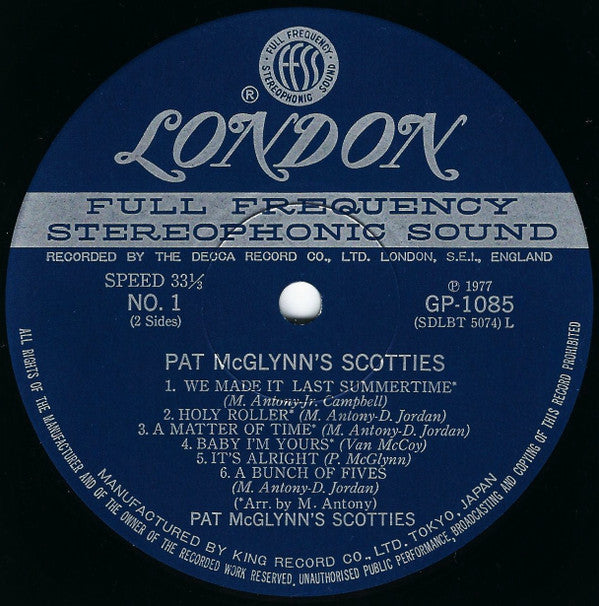 FULL FREQUENCY
ffss
STEREOPHONIC SOUND
®
LONDON
FULL FREQUENCY
STEREOPHONIC SOUND
RECORDED BY THE DECCA RECORD CO., LTD. LONDON, S.E.I., ENGLAND
SPEED 33⅓
NO. 1
(2 Sides)
℗ 1977
GP-1085
(SDLBT 5074) L
PAT McGLYNN'S SCOTTIES
1. WE MADE IT LAST SUMMERTIME*
(M. Antony-Jr. Campbell)
2. HOLY ROLLER* (M. Antony-D. Jordan)
3. A MATTER OF TIME* (M. Antony-D. Jordan)
4. BABY I'M YOURS* (Van McCoy)
5. IT'S ALRIGHT (P. McGlynn)
6. A BUNCH OF FIVES
(M. Antony-D. Jordan)
(*Arr. by M. Antony)
PAT McGLYNN'S SCOTTIES
MANUFACTURED BY KING RECORD CO., LTD. TOKYO, JAPAN
ALL RIGHTS OF THE MANUFACTURER AND OF THE OWNER OF THE RECORDED WORK RESERVED, UNAUTHORISED PUBLIC PERFORMANCE, BROADCASTING AND COPYING OF THIS RECORD PROHIBITED